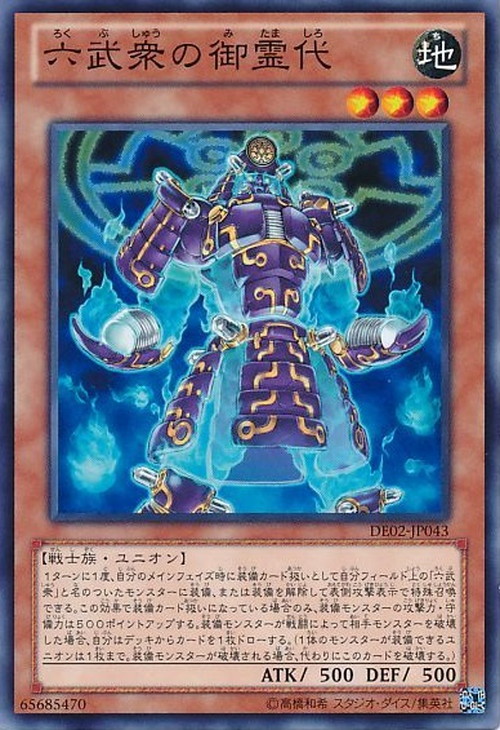 六武衆の御霊代
ろくぶしゅうのみたましろ
地
ち
DE02-JP043
【戦士族・ユニオン】
1ターンに1度、自分のメインフェイズ時に装備カード扱いとして自分フィールド上の「六武
衆」と名のついたモンスターに装備、または装備を解除して表側攻撃表示で特殊召喚
できる。この効果で装備カード扱いになっている場合のみ、装備モンスターの攻撃力・守
備力は500ポイントアップする。装備モンスターが戦闘によって相手モンスターを破壊
した場合、自分はデッキからカードを1枚ドローする。(1体のモンスターが装備できるユ
ニオンは1枚まで。装備モンスターが破壊される場合、代わりにこのカードを破壊する。)
ATK/ 500 DEF/ 500
65685470
©高橋和希 スタジオ・ダイス/集英社